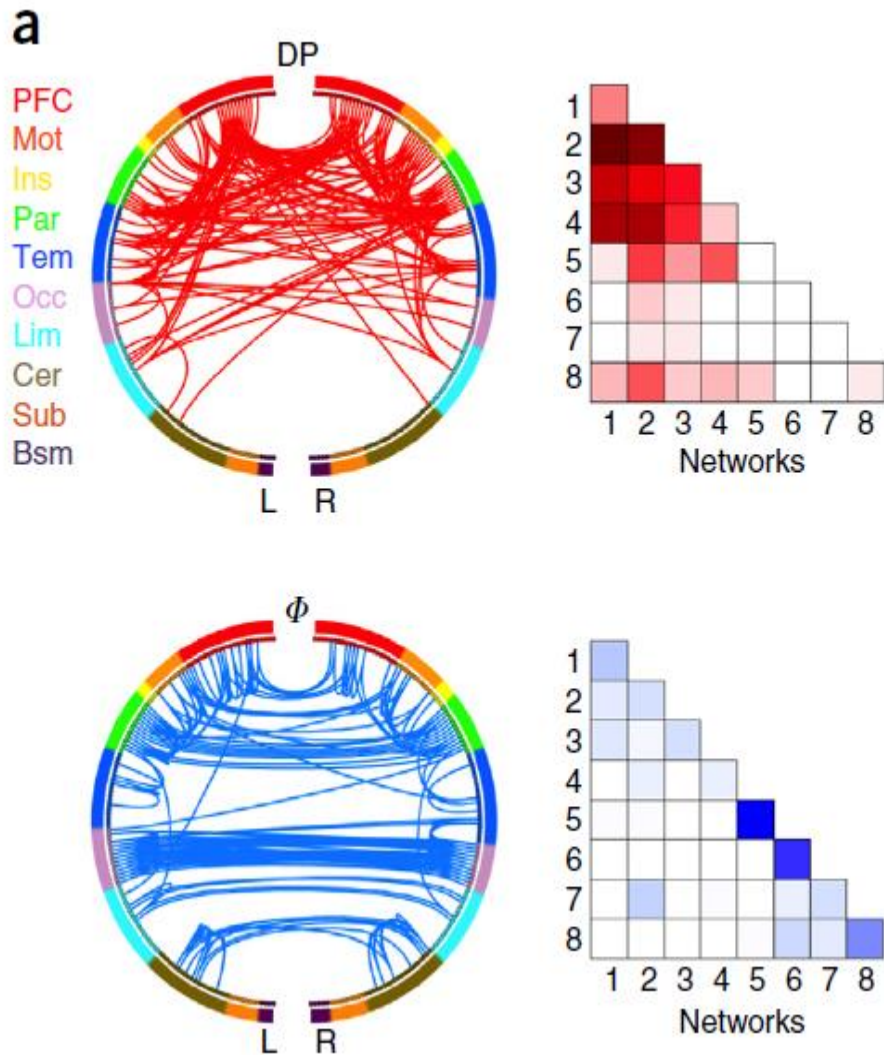 a
DP
PFC
Mot
Ins
Par
Tem
Occ
Lim
Cer
Sub
Bsm
L R
1
2
3
4
5
6
7
8
1 2 3 4 5 6 7 8
Networks
Φ
L R
1
2
3
4
5
6
7
8
1 2 3 4 5 6 7 8
Networks